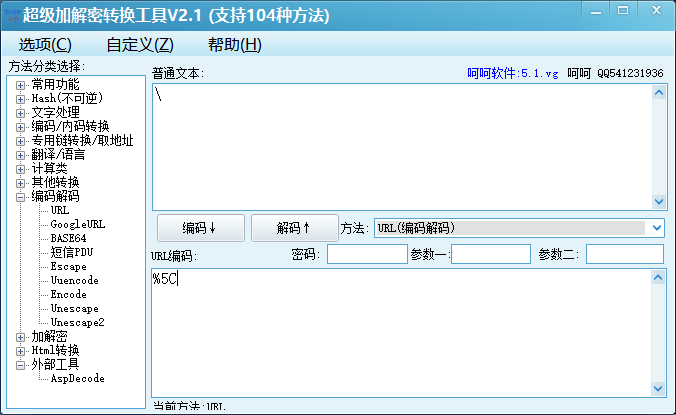 超级加解密转换工具V2.1 (支持104种方法)
选项(C) 自定义(Z) 帮助(H)
方法分类选择:
常用功能
Hash(不可逆)
文字处理
编码/内码转换
专用链转换/取地址
翻译/语言
计算类
其他转换
编码解码
URL
GoogleURL
BASE64
短信PDU
Escape
Uuencode
Encode
Unescape
Unescape2
加解密
Html转换
外部工具
AspDecode
普通文本: 呵呵软件:5.1.vg 呵呵 QQ541231936
\
编码↓ 解码↑ 方法: URL(编码解码)
URL编码: 密码: 参数一: 参数二:
%5C
当前方法:URL